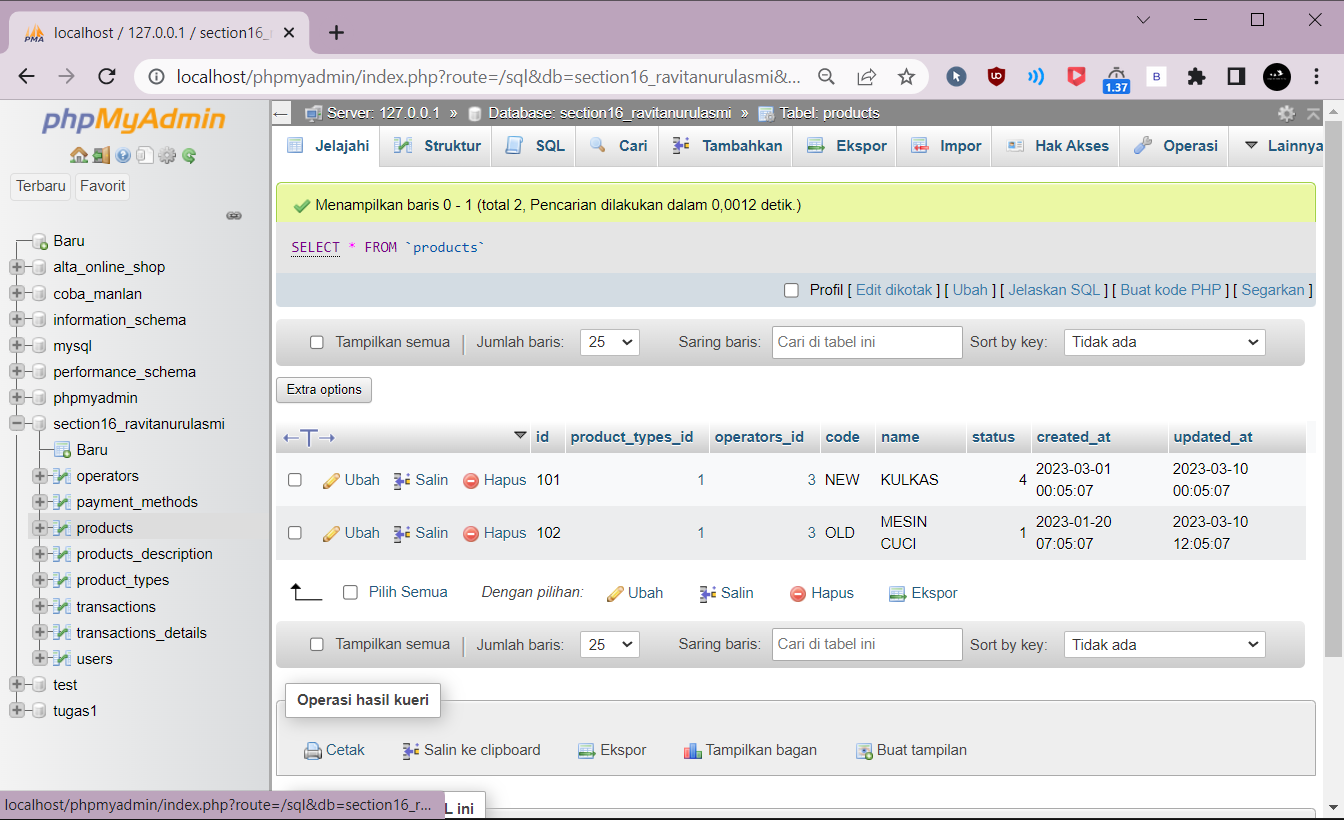 localhost / 127.0.0.1 / section16_
localhost/phpmyadmin/index.php?route=/sql&db=section16_ravitanurulasmi&...
1.37
B
phpMyAdmin
Terbaru Favorit
Baru
alta_online_shop
coba_manlan
information_schema
mysql
performance_schema
phpmyadmin
section16_ravitanurulasmi
Baru
operators
payment_methods
products
products_description
product_types
transactions
transactions_details
users
test
tugas1
Server: 127.0.0.1 » Database: section16_ravitanurulasmi » Tabel: products
Jelajahi Struktur SQL Cari Tambahkan Ekspor Impor Hak Akses Operasi Lainnya
Menampilkan baris 0 - 1 (total 2, Pencarian dilakukan dalam 0,0012 detik.)
SELECT * FROM `products`
Profil [ Edit dikotak ] [ Ubah ] [ Jelaskan SQL ] [ Buat kode PHP ] [ Segarkan ]
Tampilkan semua | Jumlah baris: 25 Saring baris: Cari di tabel ini Sort by key: Tidak ada
Extra options
←T→ id product_types_id operators_id code name status created_at updated_at
Ubah Salin Hapus 101 1 3 NEW KULKAS 4 2023-03-01 00:05:07 2023-03-10 00:05:07
Ubah Salin Hapus 102 1 3 OLD MESIN CUCI 1 2023-01-20 07:05:07 2023-03-10 12:05:07
Pilih Semua Dengan pilihan: Ubah Salin Hapus Ekspor
Tampilkan semua | Jumlah baris: 25 Saring baris: Cari di tabel ini Sort by key: Tidak ada
Operasi hasil kueri
Cetak Salin ke clipboard Ekspor Tampilkan bagan Buat tampilan
localhost/phpmyadmin/index.php?route=/sql&db=section16_r...
L ini